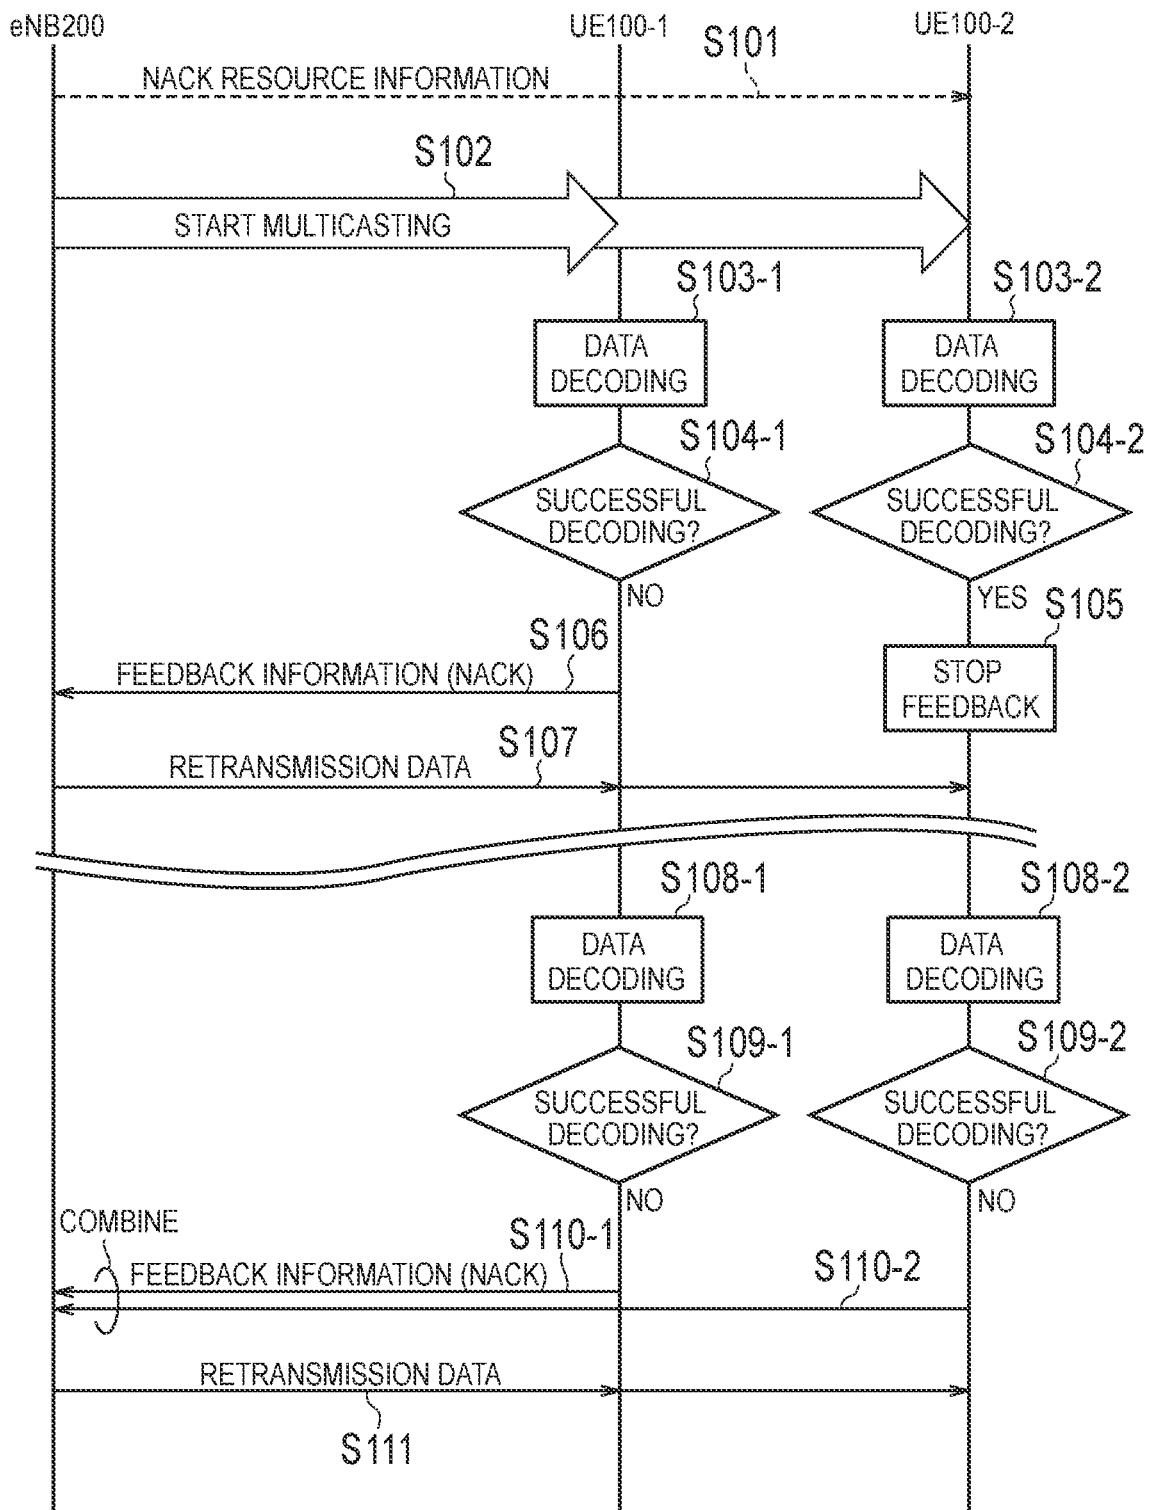 eNB200
UE100-1
UE100-2
S101
NACK RESOURCE INFORMATION
S102
START MULTICASTING
S103-1
S103-2
DATA
DECODING
DATA
DECODING
S104-1
S104-2
SUCCESSFUL
DECODING?
SUCCESSFUL
DECODING?
NO
YES
S105
S106
FEEDBACK INFORMATION (NACK)
STOP
FEEDBACK
S107
RETRANSMISSION DATA
S108-1
S108-2
DATA
DECODING
DATA
DECODING
S109-1
S109-2
SUCCESSFUL
DECODING?
SUCCESSFUL
DECODING?
NO
NO
COMBINE
S110-1
S110-2
FEEDBACK INFORMATION (NACK)
RETRANSMISSION DATA
S111